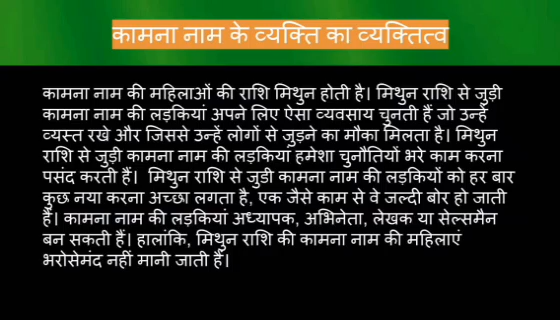 कामना नाम के व्यक्ति का व्यक्तित्व
कामना नाम की महिलाओं की राशि मिथुन होती है। मिथुन राशि से जुड़ी
कामना नाम की लड़कियां अपने लिए ऐसा व्यवसाय चुनती हैं जो उन्हें
व्यस्त रखे और जिससे उन्हें लोगों से जुड़ने का मौका मिलता है। मिथुन
राशि से जुड़ी कामना नाम की लड़कियां हमेशा चुनौतियों भरे काम करना
पसंद करती हैं। मिथुन राशि से जुडी कामना नाम की लड़कियों को हर बार
कुछ नया करना अच्छा लगता है, एक जैसे काम से वे जल्दी बोर हो जाती
हैं। कामना नाम की लड़कियां अध्यापक, अभिनेता, लेखक या सेल्समैन
बन सकती हैं। हालांकि, मिथुन राशि की कामना नाम की महिलाएं
भरोसेमंद नहीं मानी जाती हैं।